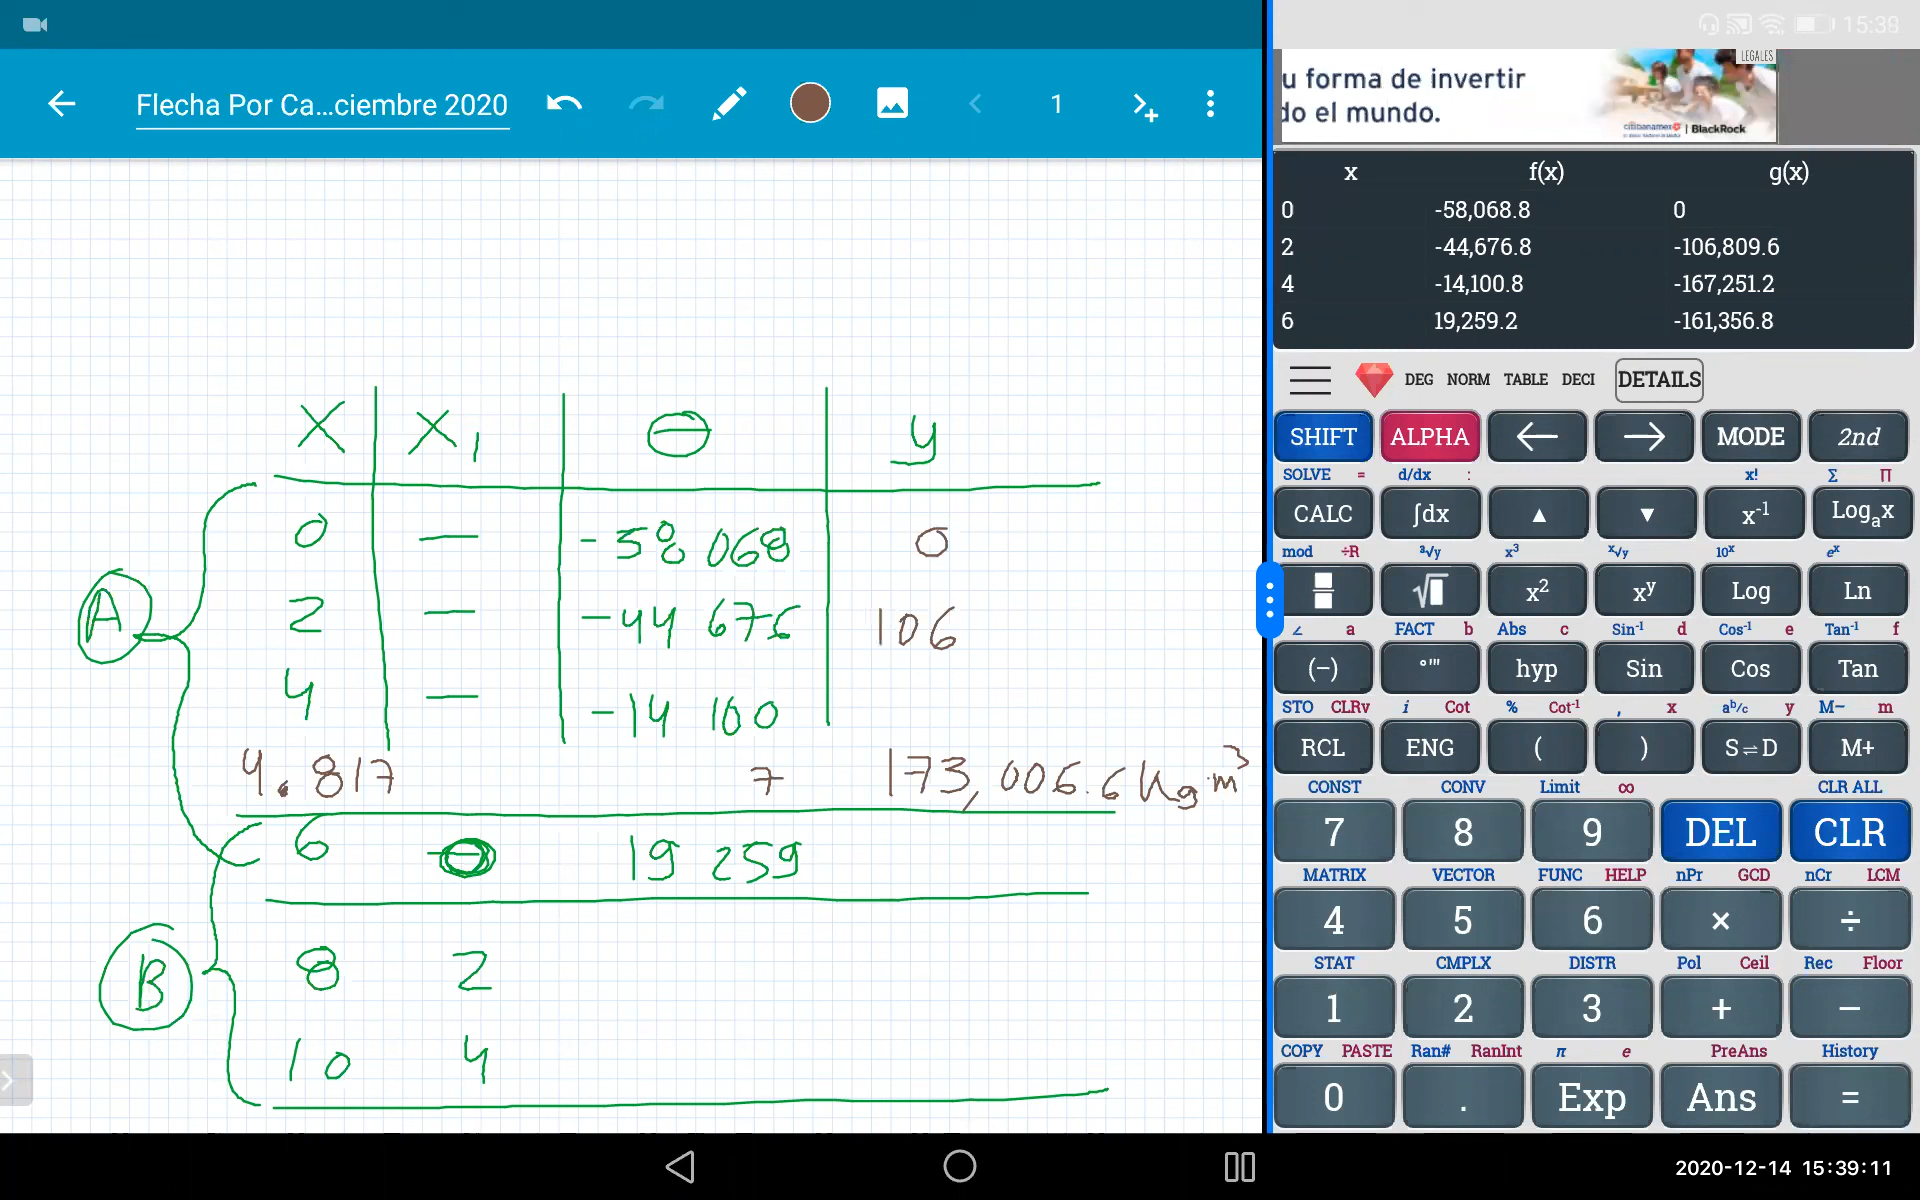 15:38
Flecha Por Ca...ciembre 2020
1
LEGALES
u forma de invertir
do el mundo.
citibanamex | BlackRock
x f(x) g(x)
0 -58,068.8 0
2 -44,676.8 -106,809.6
4 -14,100.8 -167,251.2
6 19,259.2 -161,356.8
DEG NORM TABLE DECI DETAILS
SHIFT ALPHA ← → MODE 2nd
SOLVE = d/dx : x! Σ Π
CALC ∫dx ▲ ▼ x⁻¹ Logₐx
mod ÷R ³√y x³ ˣ√y 10ˣ eˣ
√ x² xʸ Log Ln
∠ a FACT b Abs c Sin⁻¹ d Cos⁻¹ e Tan⁻¹ f
(−) °'" hyp Sin Cos Tan
STO CLRv i Cot % Cot⁻¹ , x aᵇ/c y M− m
RCL ENG ( ) S⇌D M+
CONST CONV Limit ∞ CLR ALL
7 8 9 DEL CLR
MATRIX VECTOR FUNC HELP nPr GCD nCr LCM
4 5 6 × ÷
STAT CMPLX DISTR Pol Ceil Rec Floor
1 2 3 + −
COPY PASTE Ran# RanInt π e PreAns History
0 . Exp Ans =
X X₁ θ y
0 — -58 068 0
A
2 — -44 676 106
4 — -14 100
4.817 7 173,006.6 Kg·m³
6 19 259
B
8 2
10 4
2020-12-14 15:39:11